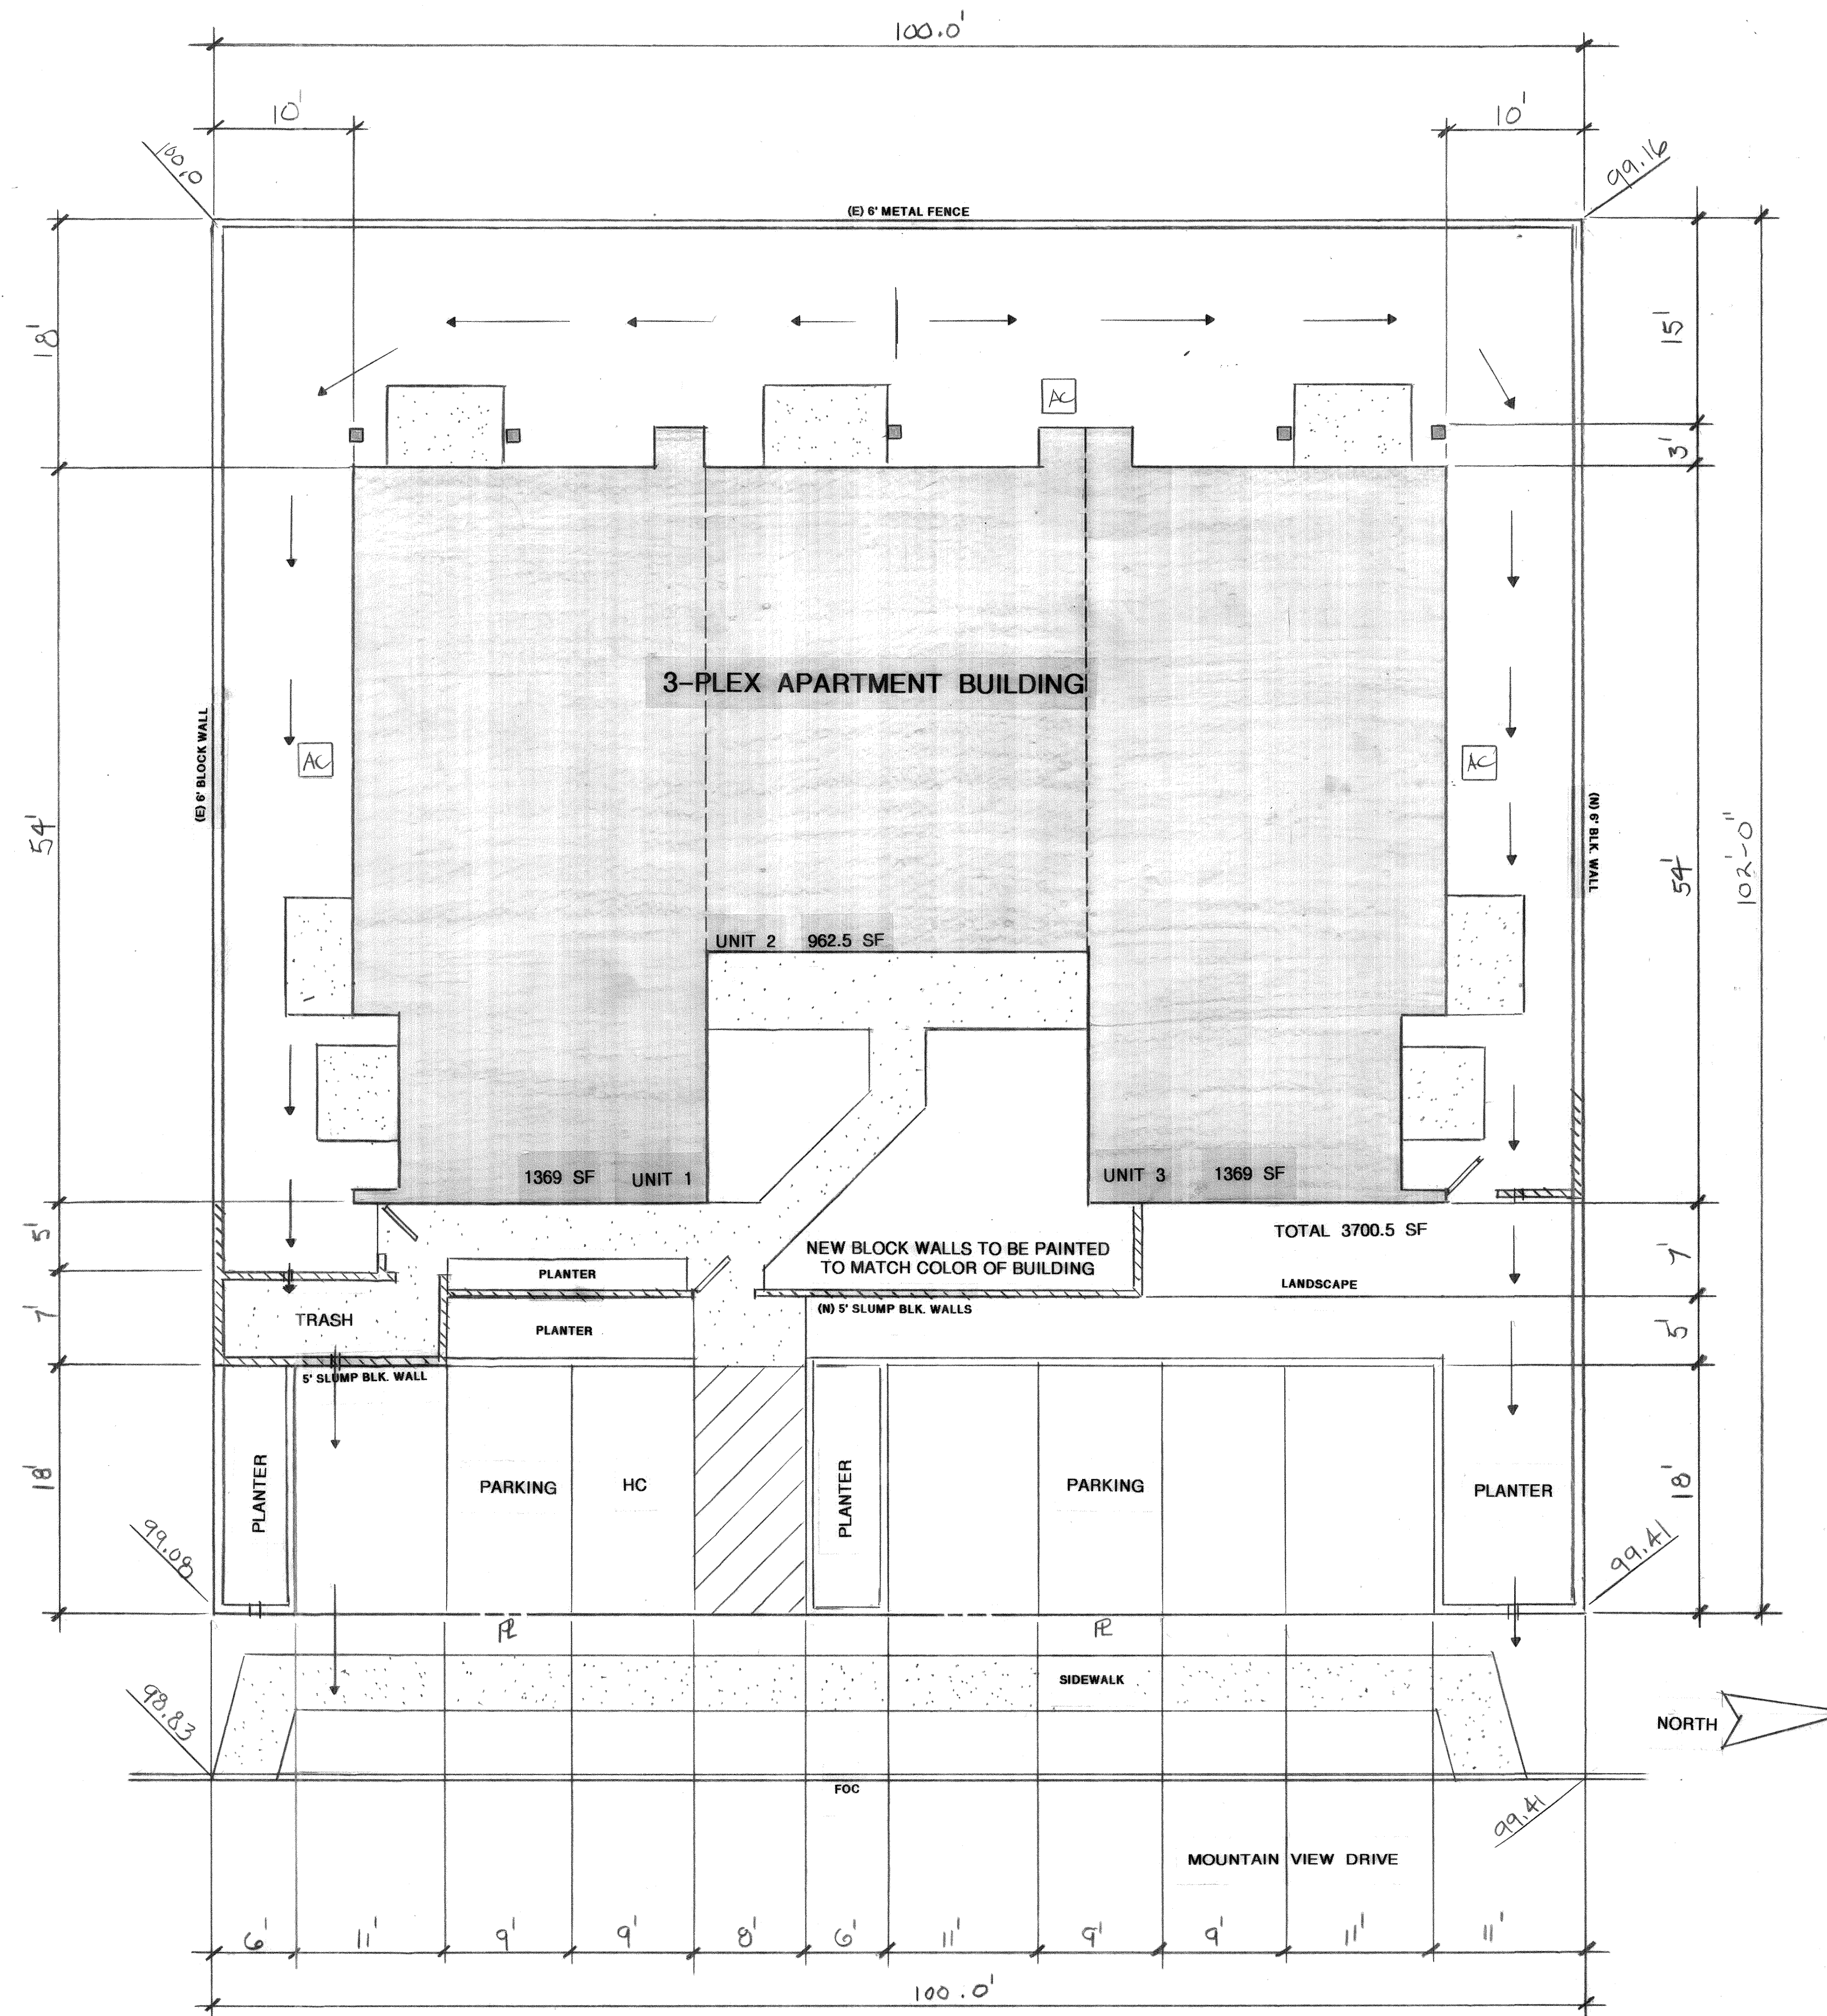 100.0'
10'
10'
100.0
99.16
(E) 6' METAL FENCE
18'
15'
AC
3'
3-PLEX APARTMENT BUILDING
(E) 6' BLOCK WALL
AC
AC
(N) 6' BLK. WALL
54'
54'
102'-0"
UNIT 2 962.5 SF
1369 SF UNIT 1
UNIT 3 1369 SF
5'
TOTAL 3700.5 SF
NEW BLOCK WALLS TO BE PAINTED
TO MATCH COLOR OF BUILDING
7'
PLANTER
LANDSCAPE
(N) 5' SLUMP BLK. WALLS
7'
TRASH
PLANTER
5'
5' SLUMP BLK. WALL
18'
PLANTER
PARKING
HC
PLANTER
PARKING
PLANTER
18'
99.08
99.41
PL
PL
SIDEWALK
98.83
NORTH
FOC
99.41
MOUNTAIN VIEW DRIVE
6'
11'
9'
9'
8'
6'
11'
9'
9'
11'
11'
100.0'